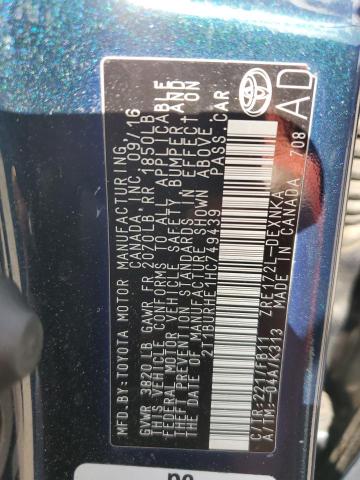 MFD.BY:TOYOTA MOTOR MANUFACTURING
CANADA INC. 09/16
GVWR 3820 LB GAWR FR 2070LB RR 1850LB
THIS VEHICLE CONFORMS TO ALL APPLICABLE
FEDERAL MOTOR VEHICLE SAFETY BUMPER, AND
THEFT PREVENTION STANDARDS IN EFFECT ON
THE DATE OF MANUFACTURE SHOWN ABOVE.
2T1BURHE1HC749439 PASS.CAR
C/TR:221/FB11
A/TM:-04A/K313
ZRE172L-DEXNKA
MADE IN CANADA 708
AD